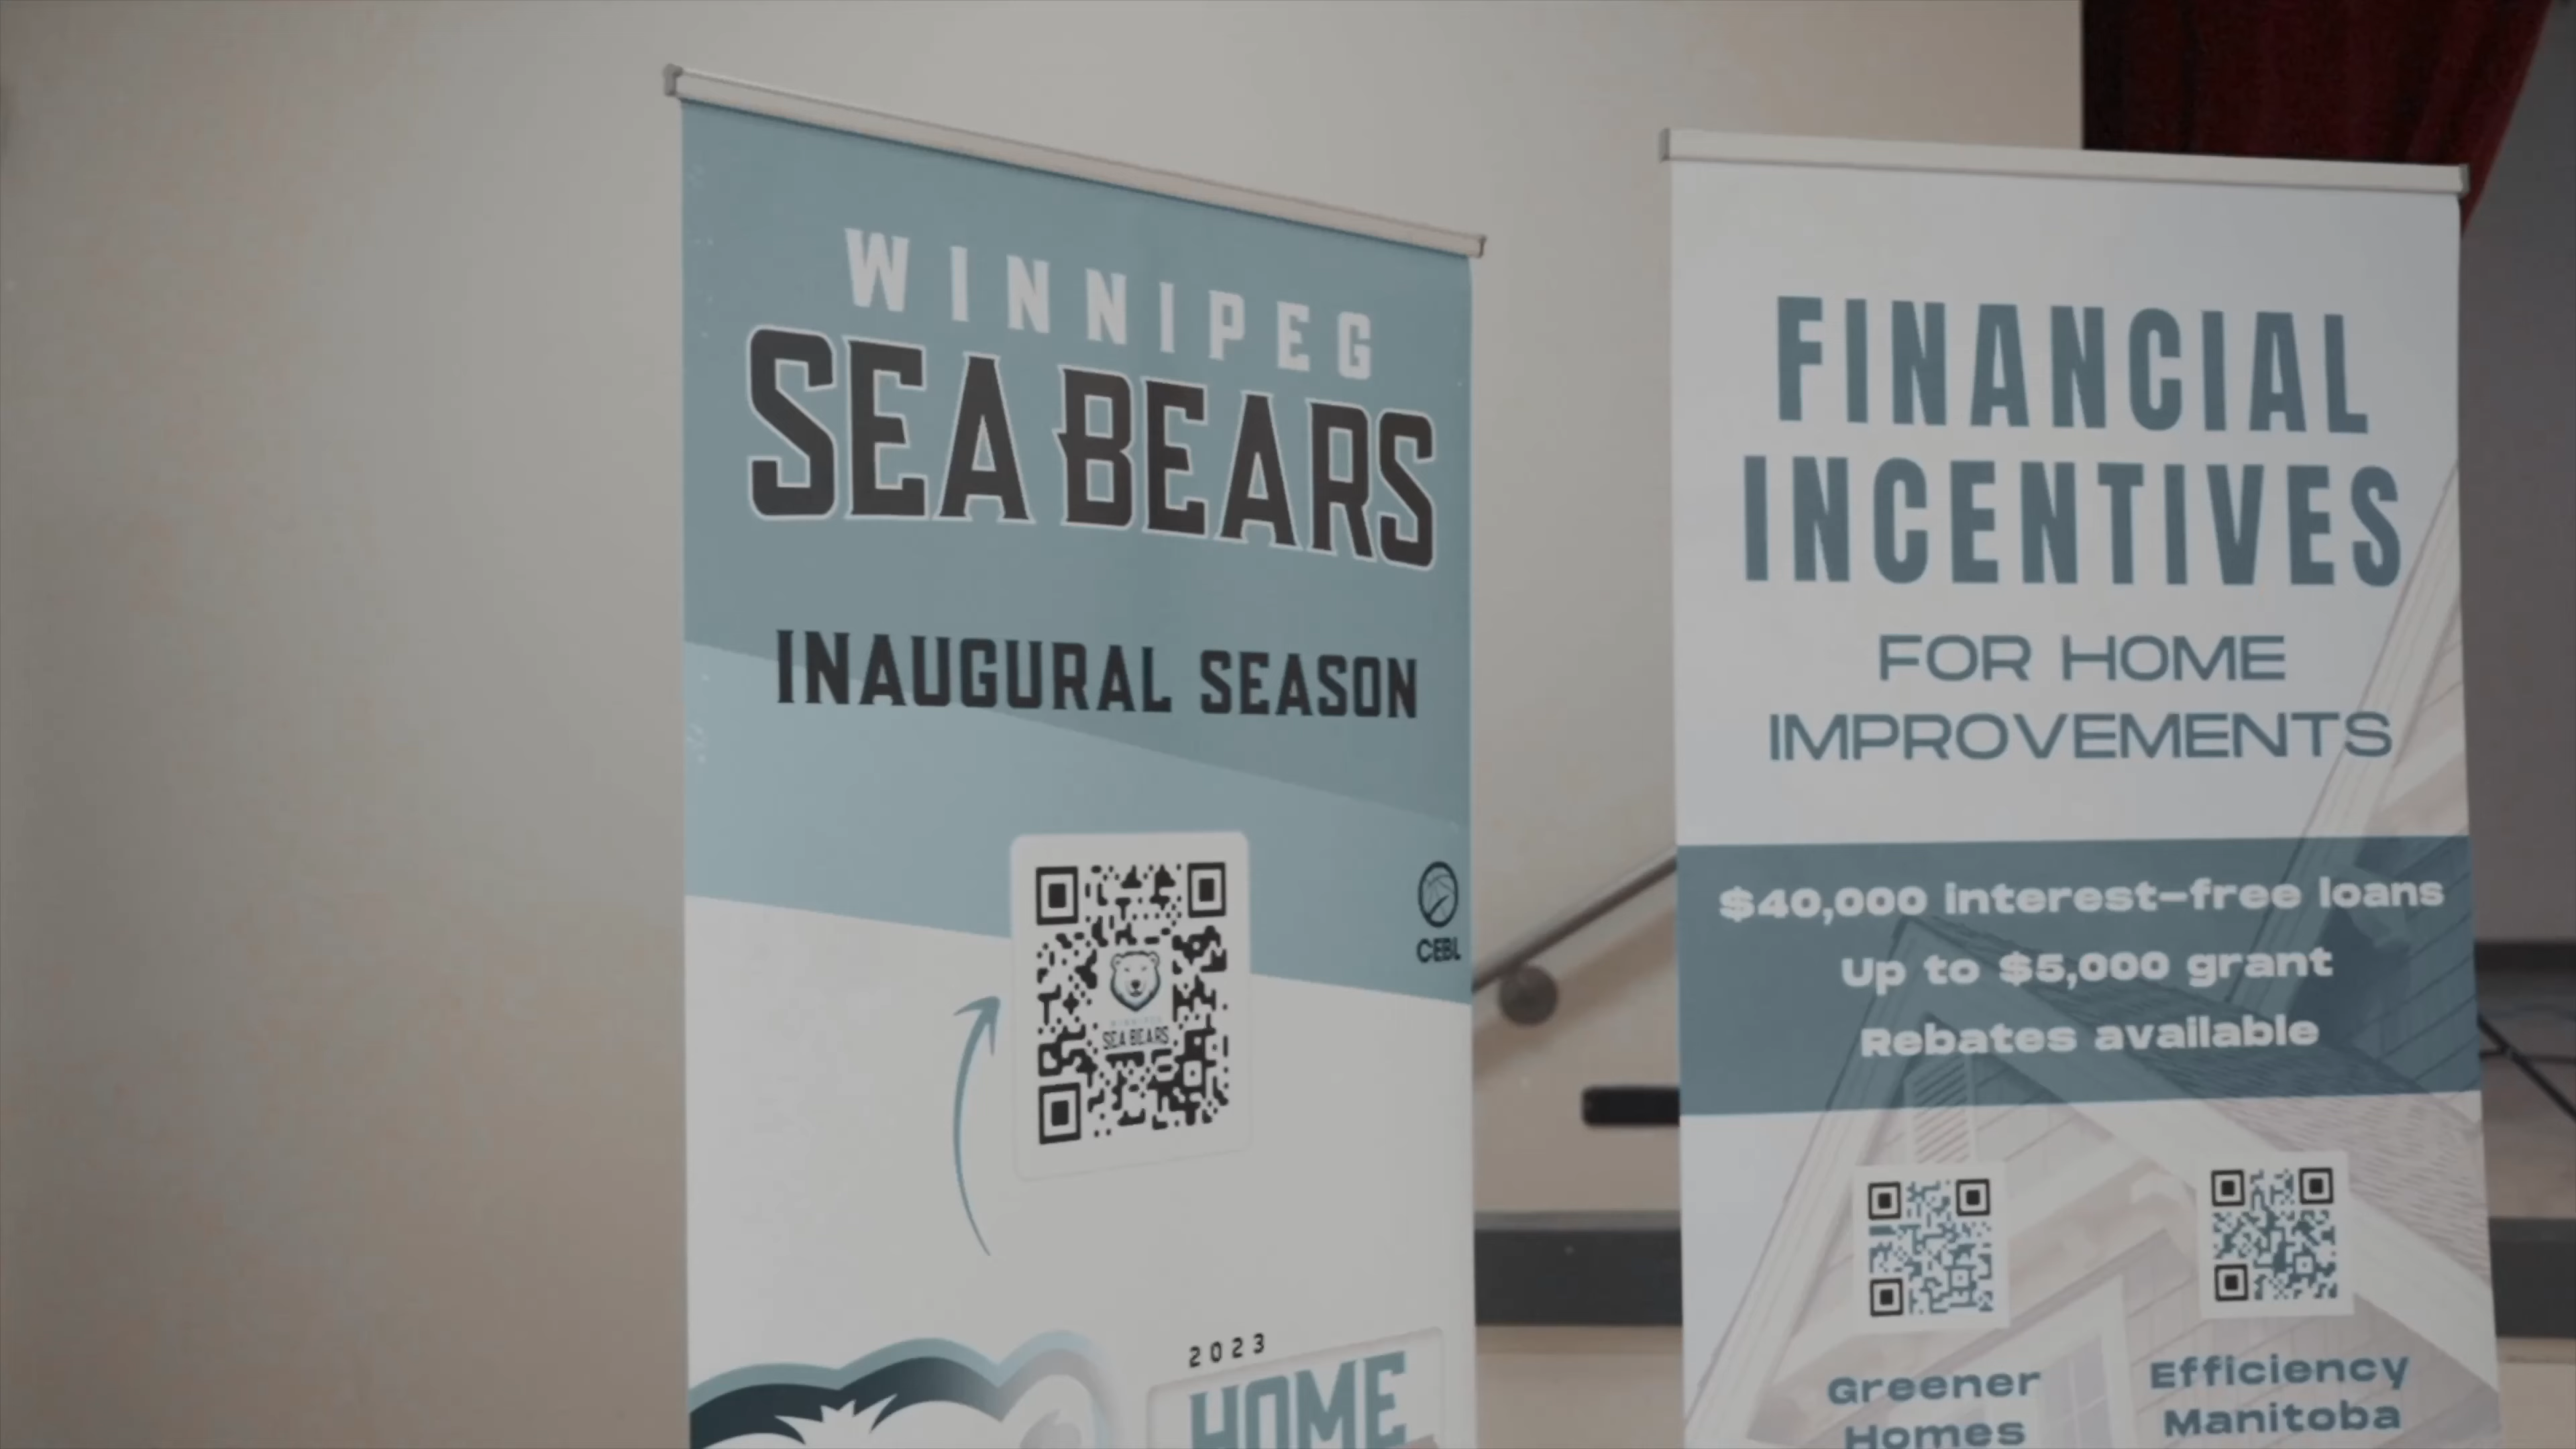 WINNIPEG
SEA BEARS
INAUGURAL SEASON
CEBL
SEA BEARS
2023
HOME
FINANCIAL
INCENTIVES
FOR HOME
IMPROVEMENTS
$40,000 interest-free loans
Up to $5,000 grant
Rebates available
Greener
Homes
Efficiency
Manitoba